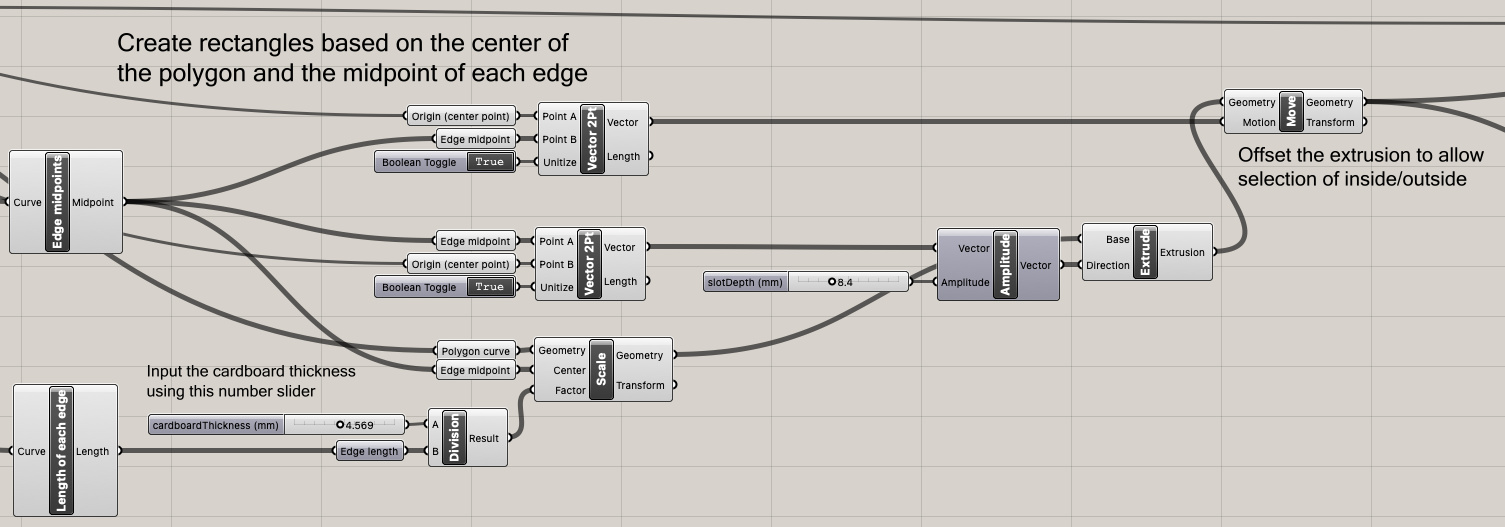 Create rectangles based on the center of
the polygon and the midpoint of each edge
Origin (center point)
Edge midpoint
Boolean Toggle True
Point A
Point B
Unitize
Vector 2Pt
Vector
Length
Geometry
Motion
Move
Geometry
Transform
Offset the extrusion to allow
selection of inside/outside
Curve
Edge midpoints
Midpoint
Edge midpoint
Origin (center point)
Boolean Toggle True
Point A
Point B
Unitize
Vector 2Pt
Vector
Length
slotDepth (mm) 8.4
Vector
Amplitude
Amplitude
Vector
Base
Direction
Extrude
Extrusion
Polygon curve
Edge midpoint
Geometry
Center
Factor
Scale
Geometry
Transform
Input the cardboard thickness
using this number slider
cardboardThickness (mm) 4.569
Edge length
A
B
Division
Result
Curve
Length of each edge
Length